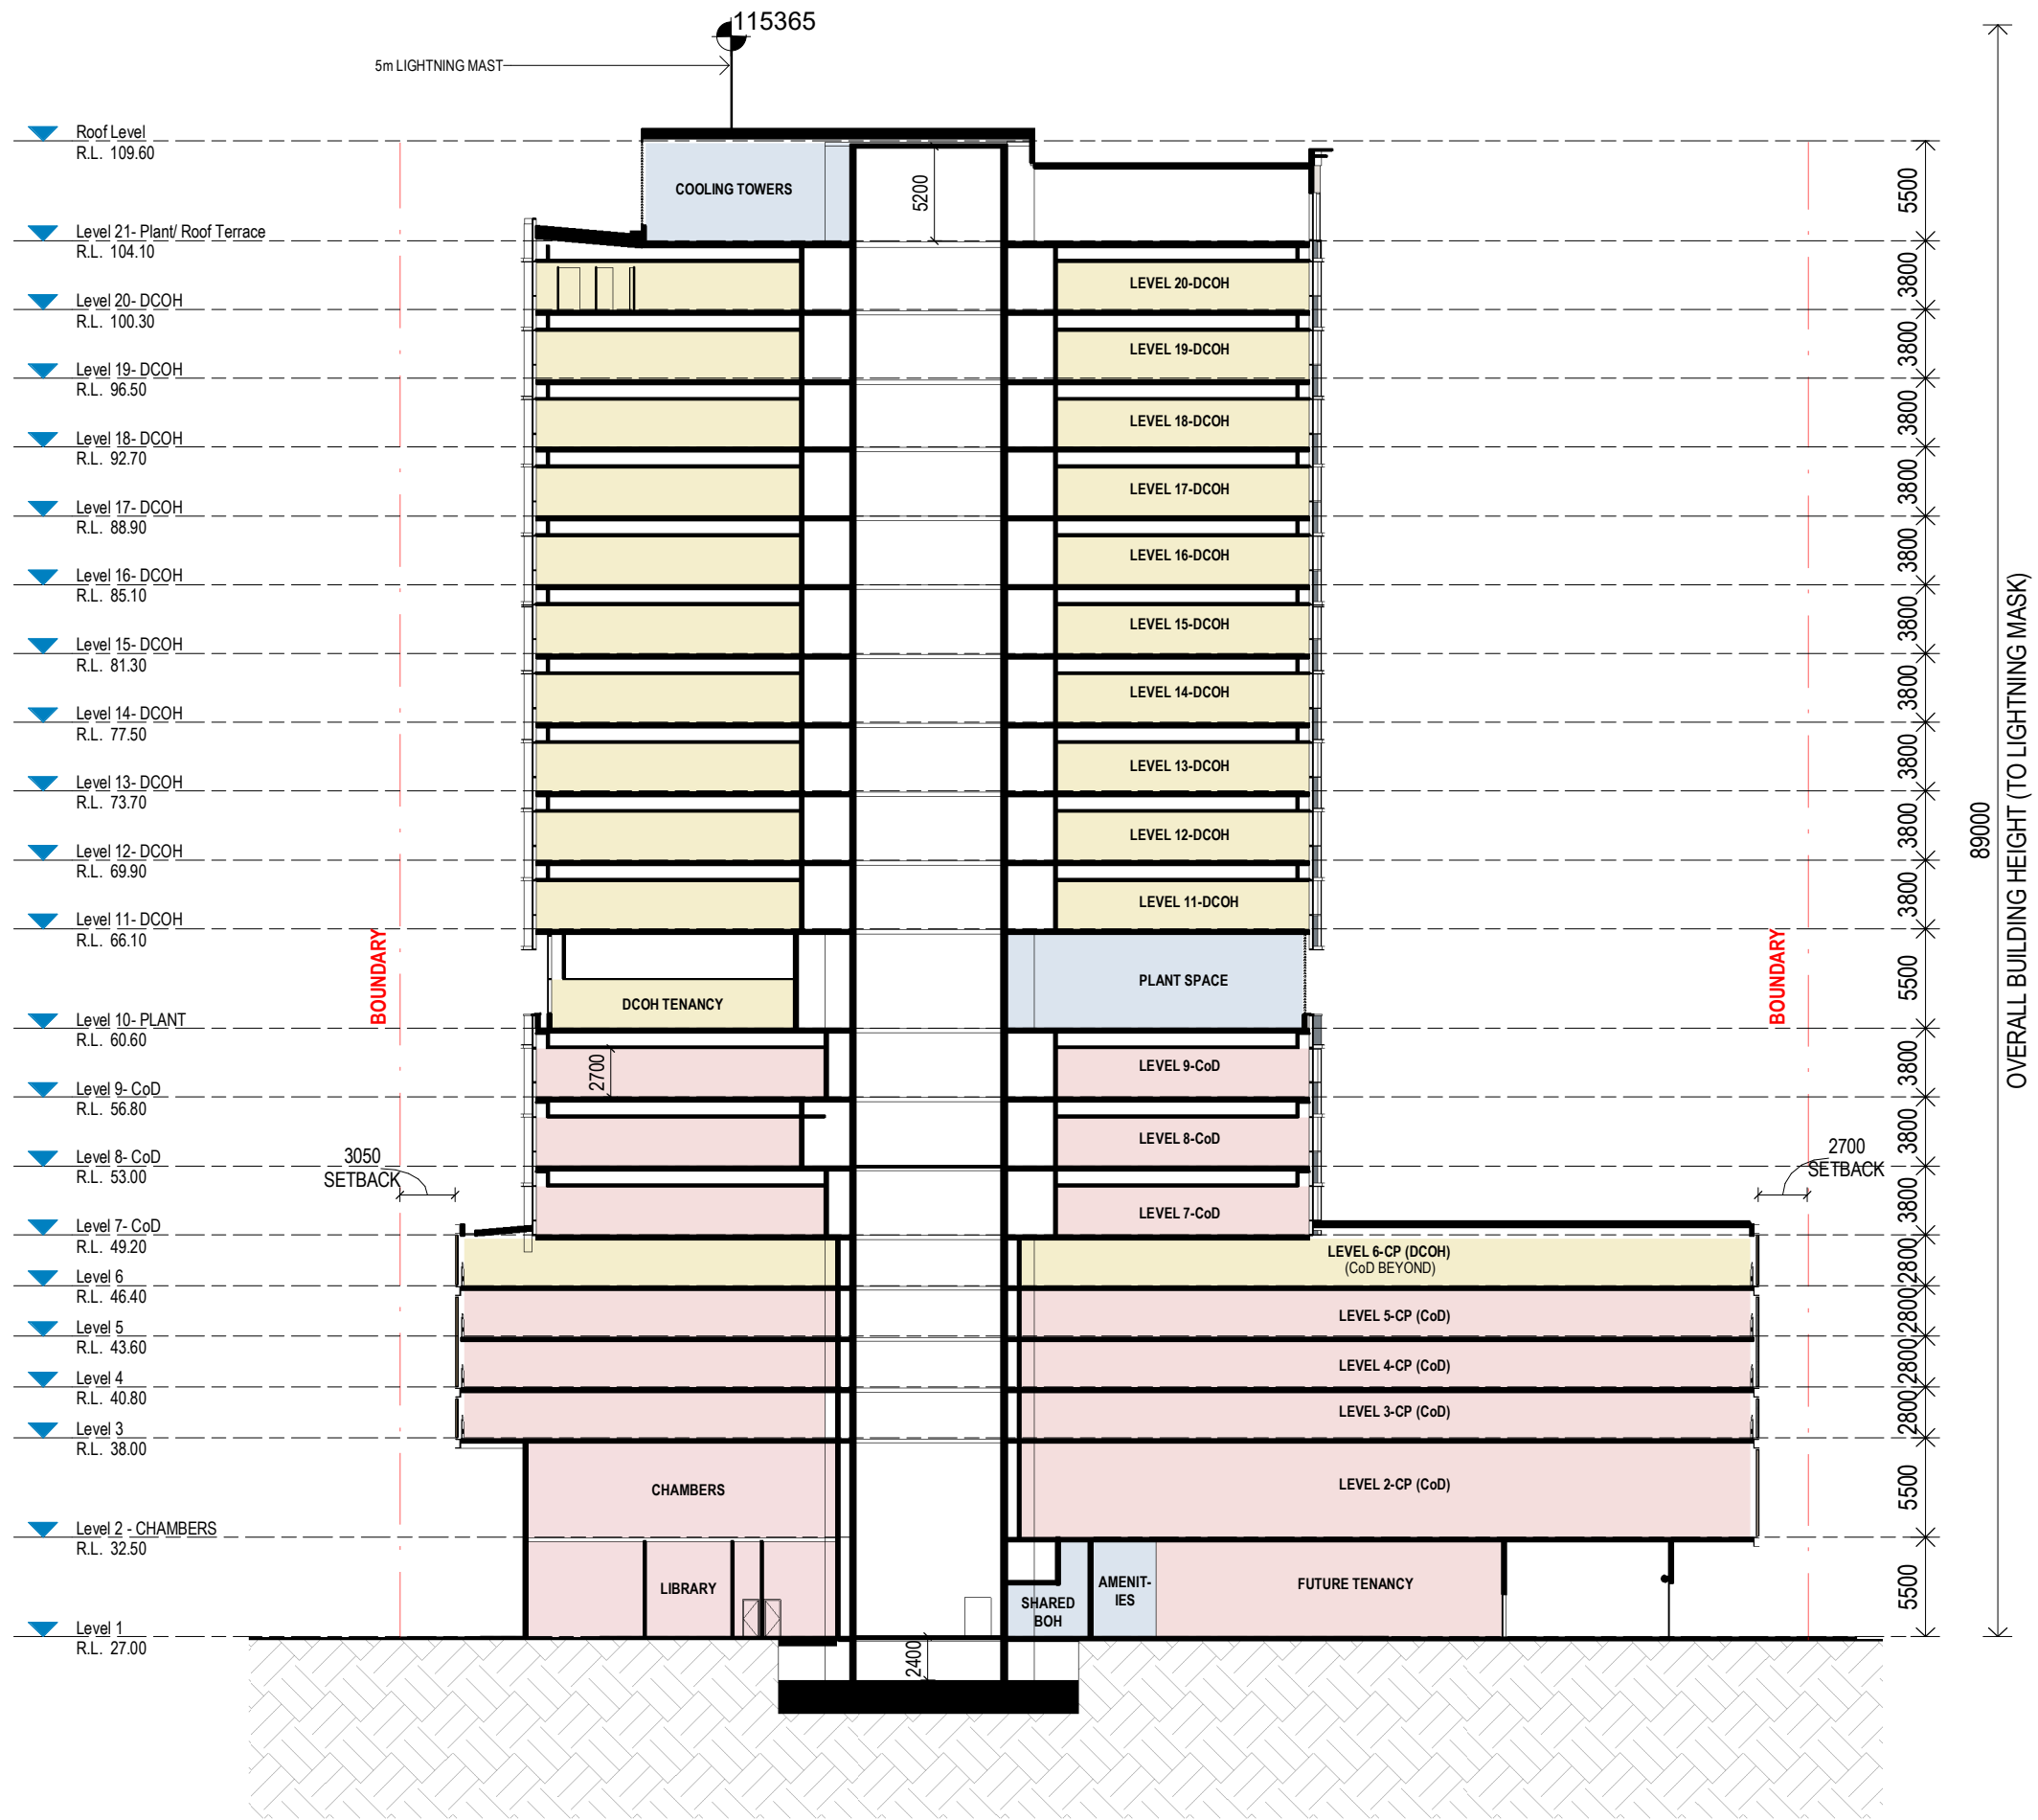 115365
5m LIGHTNING MAST
Roof Level
R.L. 109.60
5500
COOLING TOWERS
5200
Level 21- Plant/ Roof Terrace
R.L. 104.10
3800
LEVEL 20-DCOH
Level 20- DCOH
R.L. 100.30
3800
LEVEL 19-DCOH
Level 19- DCOH
R.L. 96.50
3800
LEVEL 18-DCOH
Level 18- DCOH
R.L. 92.70
3800
LEVEL 17-DCOH
Level 17- DCOH
R.L. 88.90
3800
LEVEL 16-DCOH
Level 16- DCOH
R.L. 85.10
3800
LEVEL 15-DCOH
Level 15- DCOH
R.L. 81.30
3800
LEVEL 14-DCOH
Level 14- DCOH
R.L. 77.50
3800
LEVEL 13-DCOH
Level 13- DCOH
R.L. 73.70
3800
LEVEL 12-DCOH
Level 12- DCOH
R.L. 69.90
3800
LEVEL 11-DCOH
Level 11- DCOH
R.L. 66.10
89000
OVERALL BUILDING HEIGHT (TO LIGHTNING MASK)
BOUNDARY
BOUNDARY
5500
PLANT SPACE
DCOH TENANCY
Level 10- PLANT
R.L. 60.60
3800
LEVEL 9-CoD
2700
Level 9- CoD
R.L. 56.80
3800
LEVEL 8-CoD
3050
SETBACK
2700
SETBACK
Level 8- CoD
R.L. 53.00
3800
LEVEL 7-CoD
Level 7- CoD
R.L. 49.20
2800
LEVEL 6-CP (DCOH)
(CoD BEYOND)
Level 6
R.L. 46.40
2800
LEVEL 5-CP (CoD)
Level 5
R.L. 43.60
2800
LEVEL 4-CP (CoD)
Level 4
R.L. 40.80
2800
LEVEL 3-CP (CoD)
Level 3
R.L. 38.00
5500
CHAMBERS
LEVEL 2-CP (CoD)
Level 2 - CHAMBERS
R.L. 32.50
5500
LIBRARY
SHARED
BOH
AMENIT-
IES
FUTURE TENANCY
Level 1
R.L. 27.00
2400